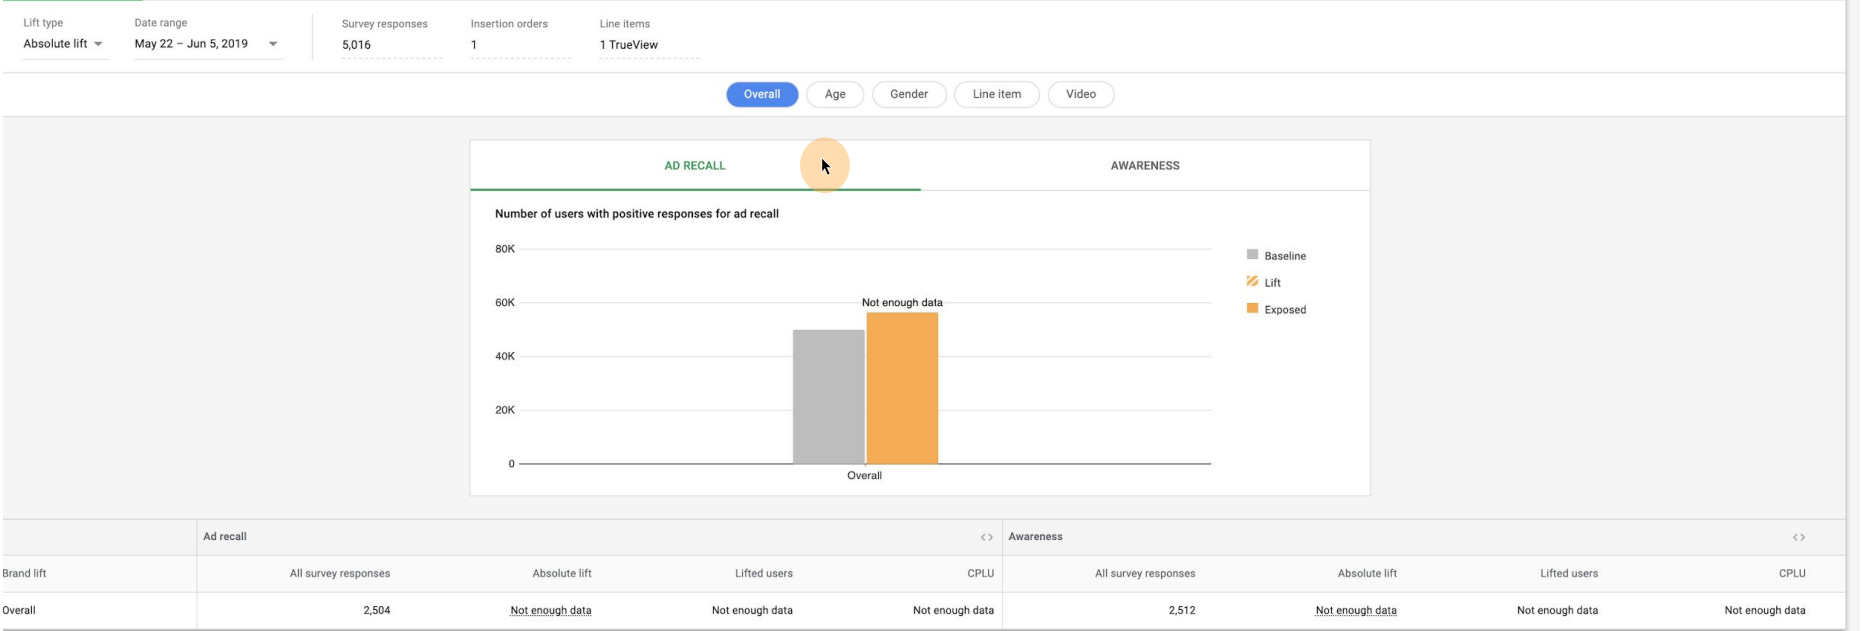 Lift type Date range Survey responses Insertion orders Line items
Absolute lift May 22 – Jun 5, 2019 5,016 1 1 TrueView
Overall Age Gender Line item Video
AD RECALL AWARENESS
Number of users with positive responses for ad recall
80K
Baseline
Lift
60K Not enough data
Exposed
40K
20K
0
Overall
Ad recall <> Awareness <>
Brand lift All survey responses Absolute lift Lifted users CPLU All survey responses Absolute lift Lifted users CPLU
Overall 2,504 Not enough data Not enough data Not enough data 2,512 Not enough data Not enough data Not enough data